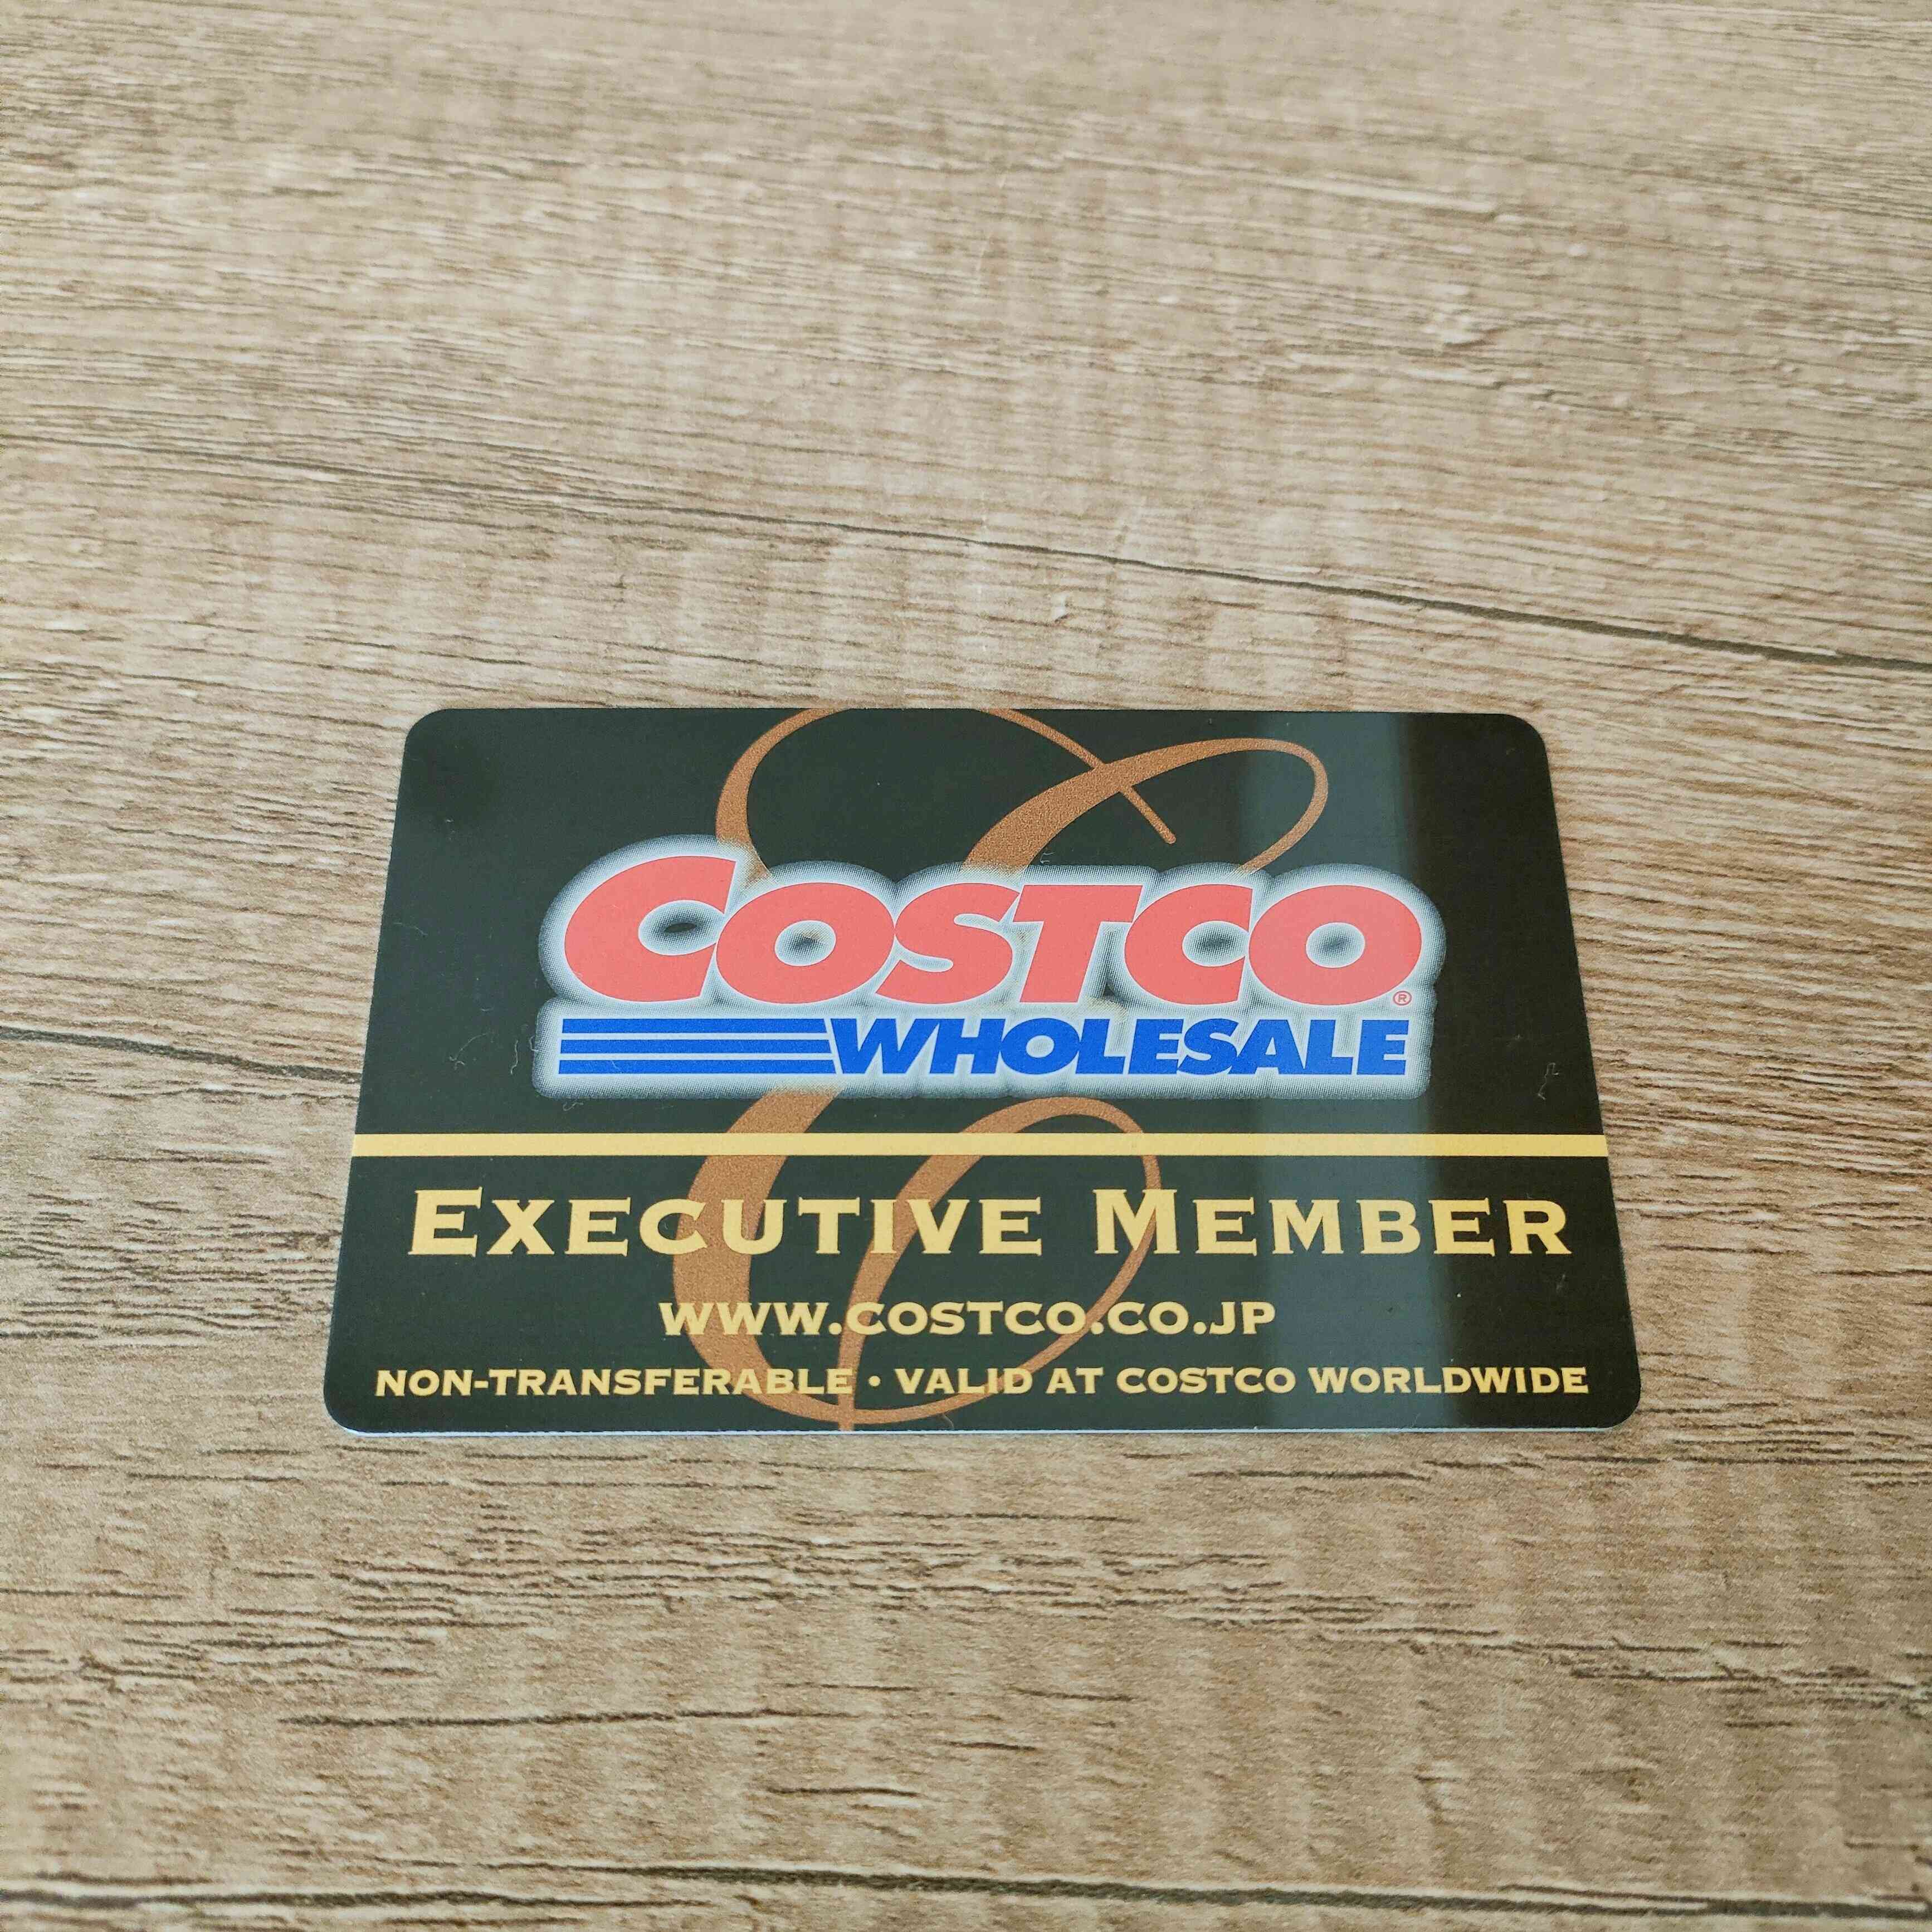 COSTCO®
WHOLESALE
EXECUTIVE MEMBER
WWW.COSTCO.CO.JP
NON-TRANSFERABLE • VALID AT COSTCO WORLDWIDE